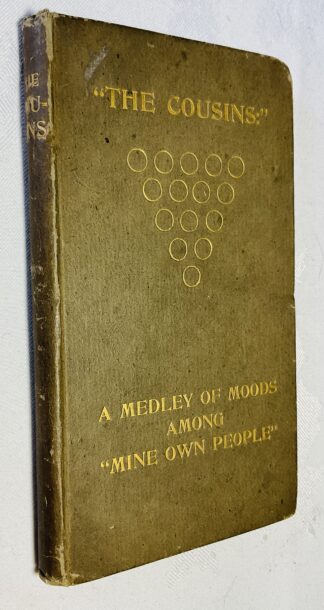 "THE COUSINS:"
A MEDLEY OF MOODS
AMONG
"MINE OWN PEOPLE"